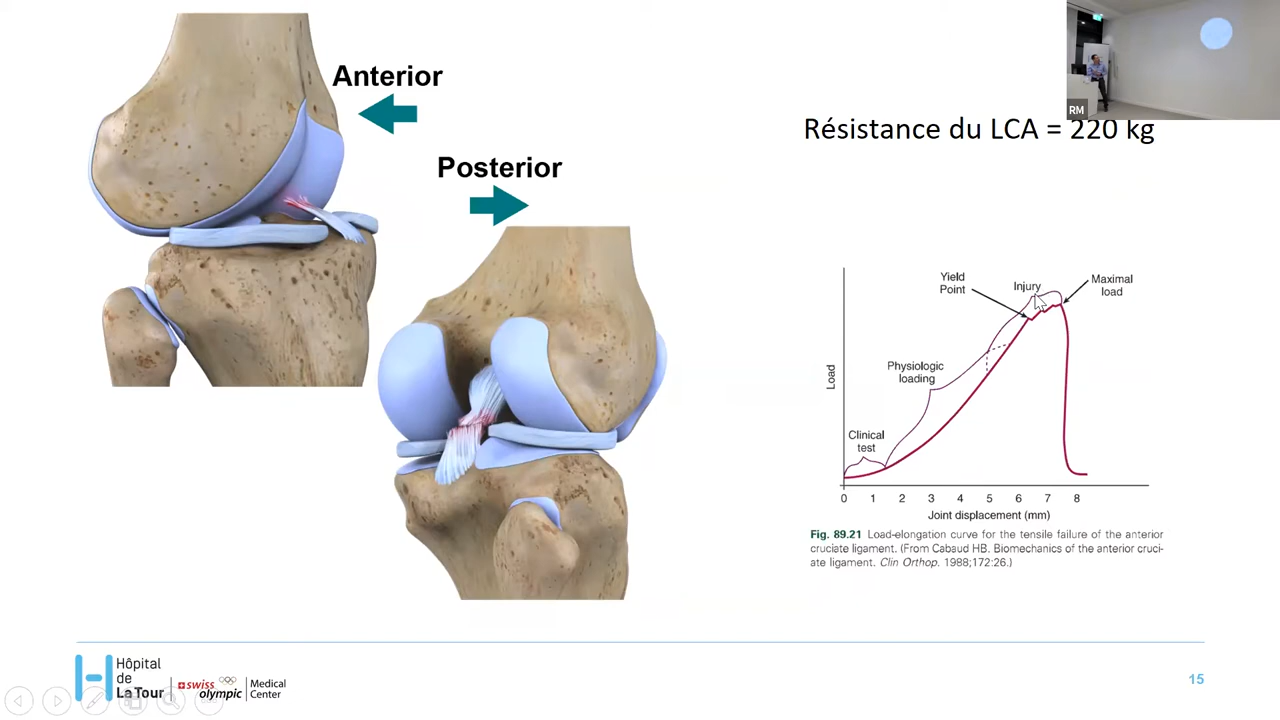 Anterior
Posterior
RM
Résistance du LCA = 220 kg
Yield
Point
Injury
Maximal
load
Physiologic
loading
Clinical
test
Load
0 1 2 3 4 5 6 7 8
Joint displacement (mm)
Fig. 89.21 Load-elongation curve for the tensile failure of the anterior
cruciate ligament. (From Cabaud HB. Biomechanics of the anterior cruci-
ate ligament. Clin Orthop. 1988;172:26.)
Hôpital
de
La Tour
swiss
olympic
Medical
Center
15